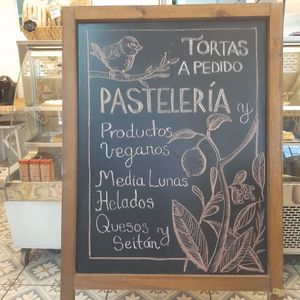 TORTAS
A PEDIDO
PASTELERÍA y
Productos
Veganos
Media Lunas
Helados
Quesos y
Seitán